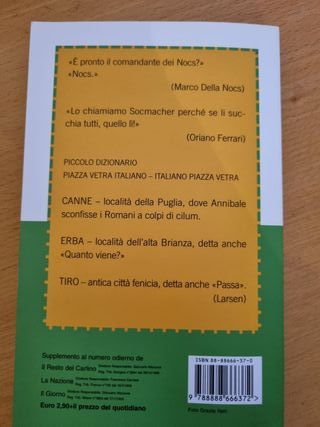 «È pronto il comandante dei Nocs?»
«Nocs.»
(Marco Della Nocs)
«Lo chiamiamo Socmacher perché se li suc-
chia tutti, quello lì!»
(Oriano Ferrari)
PICCOLO DIZIONARIO
PIAZZA VETRA ITALIANO – ITALIANO PIAZZA VETRA
CANNE – località della Puglia, dove Annibale
sconfisse i Romani a colpi di cilum.
ERBA – località dell'alta Brianza, detta anche
«Quanto viene?»
TIRO – antica città fenicia, detta anche «Passa».
(Larsen)
Supplemento al numero odierno de
Il Resto del Carlino
La Nazione
Il Giorno
Euro 2,90+il prezzo del quotidiano
ISBN 88-88666-37-0
9 788888 666372
Foto Grazia Neri